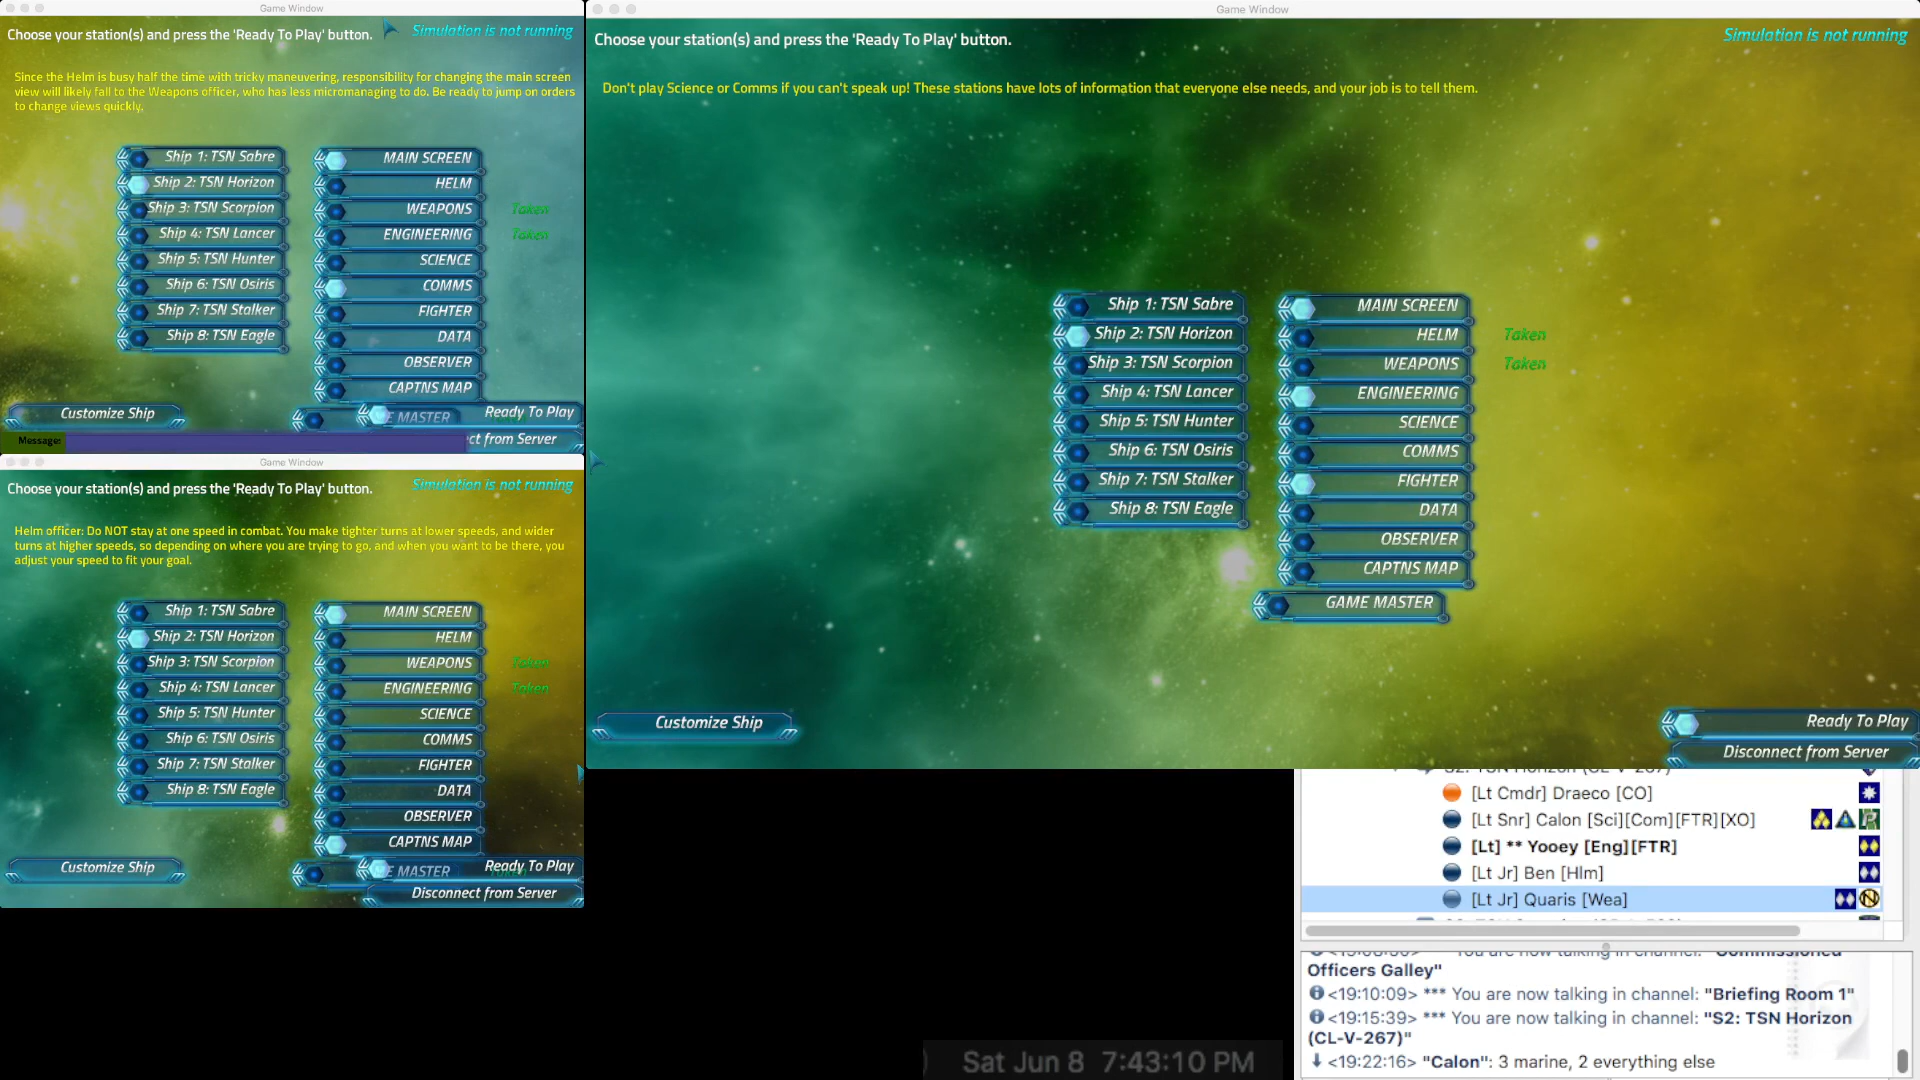 Game Window
Choose your station(s) and press the 'Ready To Play' button.
Simulation is not running
Since the Helm is busy half the time with tricky maneuvering, responsibility for changing the main screen
view will likely fall to the Weapons officer, who has less micromanaging to do. Be ready to jump on orders
to change views quickly.
Ship 1: TSN Sabre
Ship 2: TSN Horizon
Ship 3: TSN Scorpion
Ship 4: TSN Lancer
Ship 5: TSN Hunter
Ship 6: TSN Osiris
Ship 7: TSN Stalker
Ship 8: TSN Eagle
MAIN SCREEN
HELM
WEAPONS Taken
ENGINEERING Taken
SCIENCE
COMMS
FIGHTER
DATA
OBSERVER
CAPTNS MAP
E MASTER
Customize Ship
Ready To Play
Message:
ct from Server
Game Window
Choose your station(s) and press the 'Ready To Play' button.
Simulation is not running
Helm officer: Do NOT stay at one speed in combat. You make tighter turns at lower speeds, and wider
turns at higher speeds, so depending on where you are trying to go, and when you want to be there, you
adjust your speed to fit your goal.
Ship 1: TSN Sabre
Ship 2: TSN Horizon
Ship 3: TSN Scorpion
Ship 4: TSN Lancer
Ship 5: TSN Hunter
Ship 6: TSN Osiris
Ship 7: TSN Stalker
Ship 8: TSN Eagle
MAIN SCREEN
HELM
WEAPONS Taken
ENGINEERING Taken
SCIENCE
COMMS
FIGHTER
DATA
OBSERVER
CAPTNS MAP
E MASTER
Customize Ship
Ready To Play
Disconnect from Server
Game Window
Choose your station(s) and press the 'Ready To Play' button.
Simulation is not running
Don't play Science or Comms if you can't speak up! These stations have lots of information that everyone else needs, and your job is to tell them.
Ship 1: TSN Sabre
Ship 2: TSN Horizon
Ship 3: TSN Scorpion
Ship 4: TSN Lancer
Ship 5: TSN Hunter
Ship 6: TSN Osiris
Ship 7: TSN Stalker
Ship 8: TSN Eagle
MAIN SCREEN
HELM Taken
WEAPONS Taken
ENGINEERING
SCIENCE
COMMS
FIGHTER
DATA
OBSERVER
CAPTNS MAP
GAME MASTER
Customize Ship
Ready To Play
Disconnect from Server
S2: TSN Horizon (CL-V-267)
[Lt Cmdr] Draeco [CO]
[Lt Snr] Calon [Sci][Com][FTR][XO]
[Lt] ** Yooey [Eng][FTR]
[Lt Jr] Ben [Hlm]
[Lt Jr] Quaris [Wea]
You are now talking in channel: "Commissioned
Officers Galley"
<19:10:09> *** You are now talking in channel: "Briefing Room 1"
<19:15:39> *** You are now talking in channel: "S2: TSN Horizon
(CL-V-267)"
<19:22:16> "Calon": 3 marine, 2 everything else
Sat Jun 8 7:43:10 PM